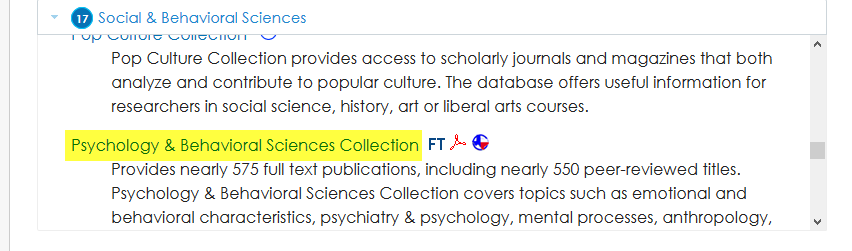 17 Social & Behavioral Sciences
Pop Culture Collection
Pop Culture Collection provides access to scholarly journals and magazines that both
analyze and contribute to popular culture. The database offers useful information for
researchers in social science, history, art or liberal arts courses.
Psychology & Behavioral Sciences Collection FT
Provides nearly 575 full text publications, including nearly 550 peer-reviewed titles.
Psychology & Behavioral Sciences Collection covers topics such as emotional and
behavioral characteristics, psychiatry & psychology, mental processes, anthropology,